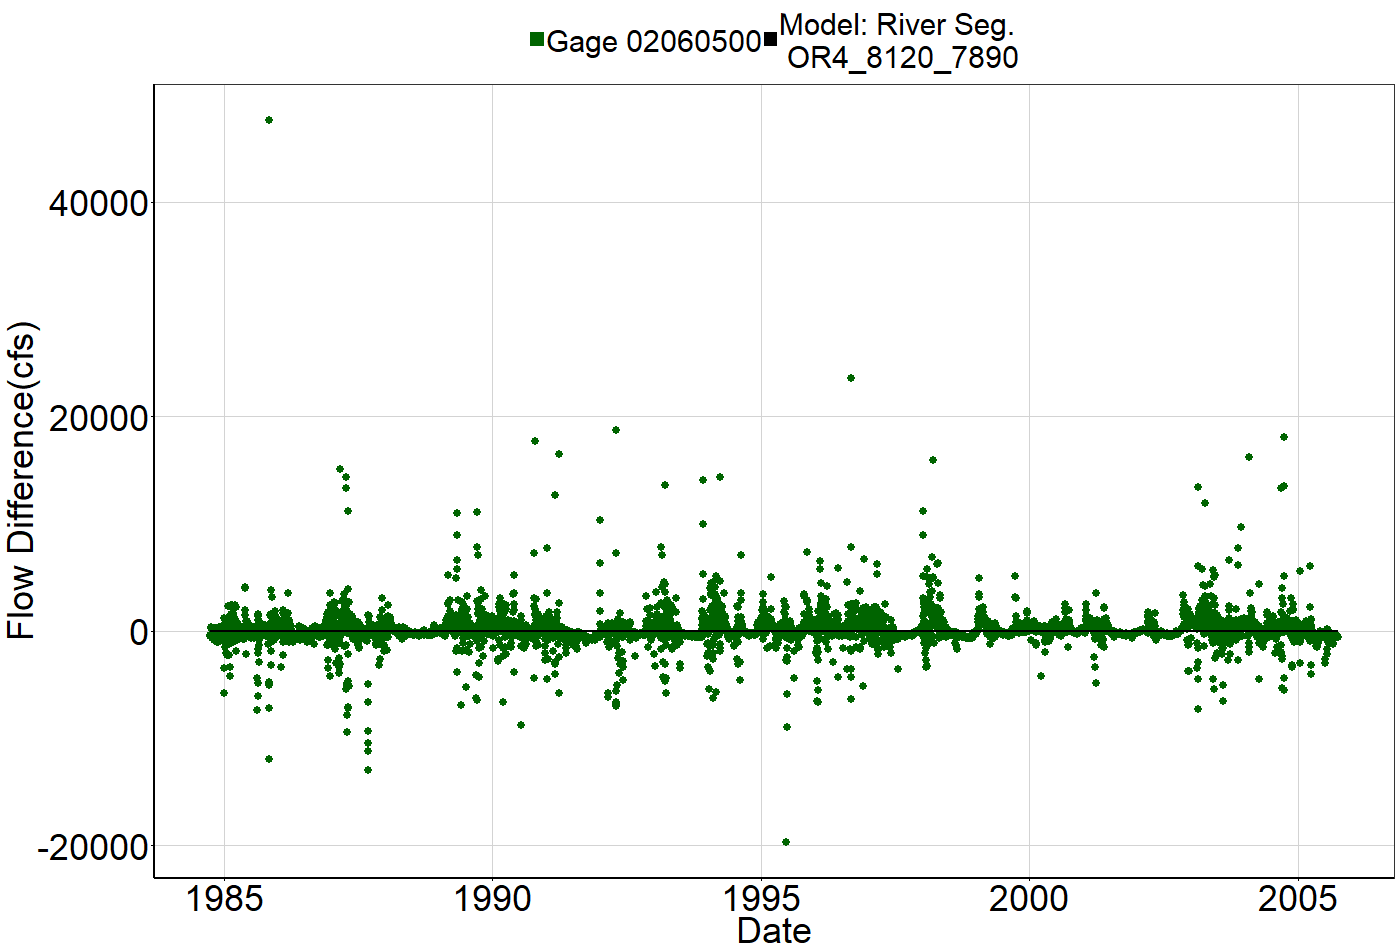 Gage 02060500
Model: River Seg.
OR4_8120_7890
Flow Difference(cfs)
40000
20000
0
-20000
1985 1990 1995 2000 2005
Date